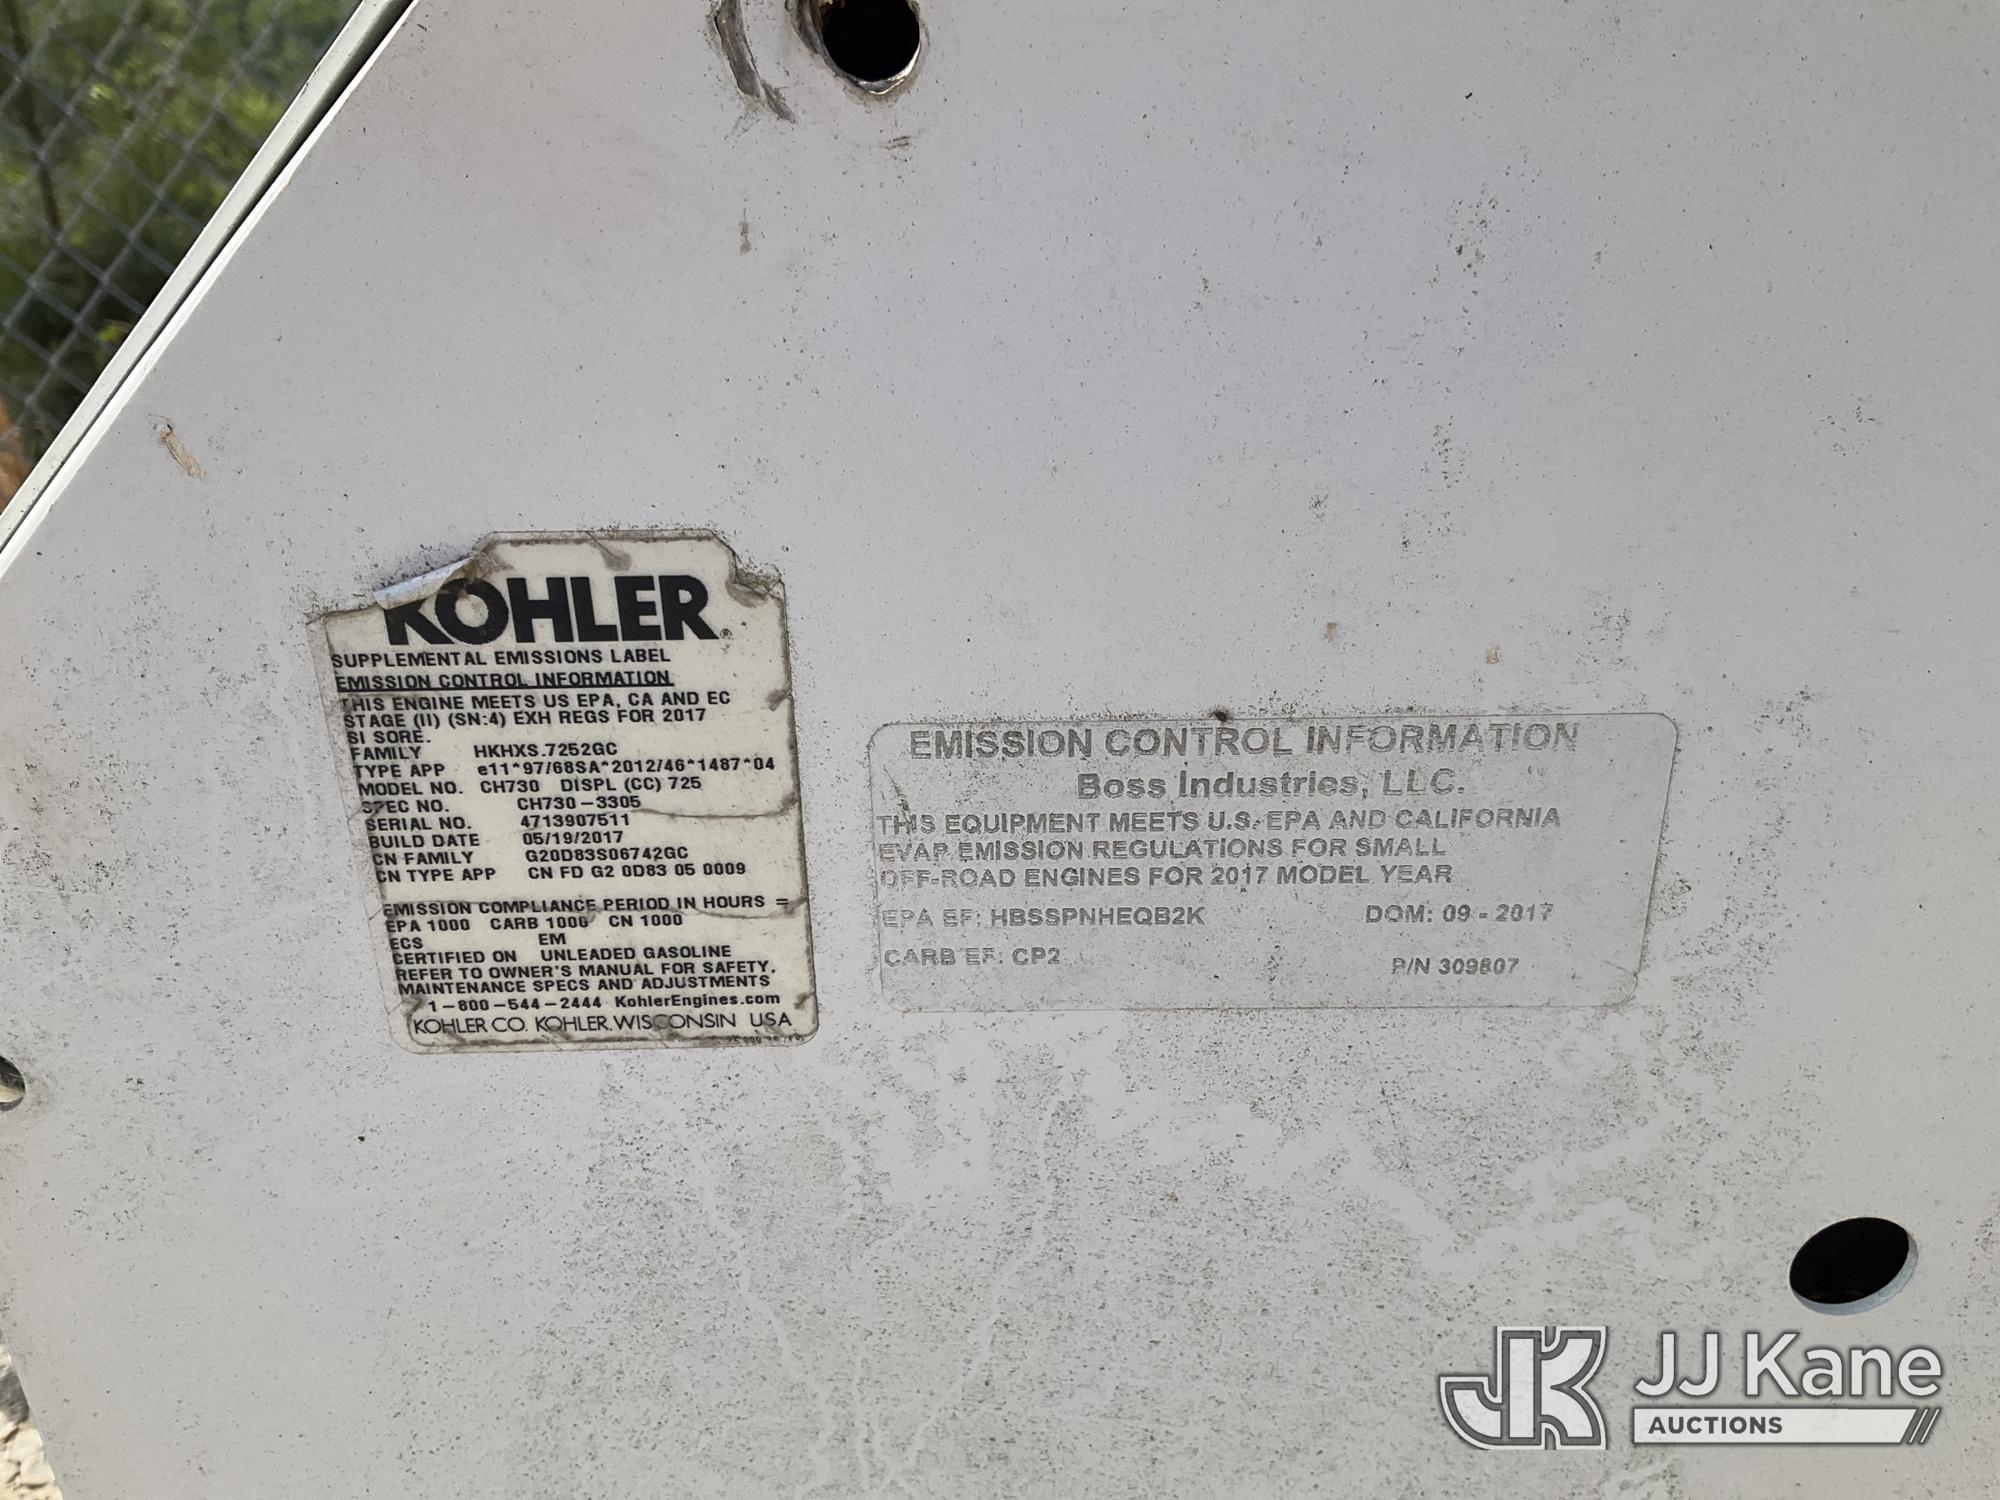 KOHLER®
SUPPLEMENTAL EMISSIONS LABEL
EMISSION CONTROL INFORMATION
THIS ENGINE MEETS US EPA, CA AND EC
STAGE (II) (SN:4) EXH REGS FOR 2017
SI SORE.
FAMILY HKHXS.7252GC
TYPE APP e11*97/68SA*2012/46*1487*04
MODEL NO. CH730 DISPL (CC) 725
SPEC NO. CH730-3305
SERIAL NO. 4713907511
BUILD DATE 05/19/2017
CN FAMILY G20D83S06742GC
CN TYPE APP CN FD G2 0D83 05 0009
EMISSION COMPLIANCE PERIOD IN HOURS =
EPA 1000 CARB 1000 CN 1000
ECS EM
CERTIFIED ON UNLEADED GASOLINE
REFER TO OWNER'S MANUAL FOR SAFETY,
MAINTENANCE SPECS AND ADJUSTMENTS
1-800-544-2444 KohlerEngines.com
KOHLER CO. KOHLER, WISCONSIN USA
EMISSION CONTROL INFORMATION
Boss Industries, LLC.
THIS EQUIPMENT MEETS U.S. EPA AND CALIFORNIA
EVAP EMISSION REGULATIONS FOR SMALL
OFF-ROAD ENGINES FOR 2017 MODEL YEAR
EPA EF: HBSSPNHEQB2K DOM: 09 - 2017
CARB EF: CP2 P/N 309807
JK JJ Kane
AUCTIONS